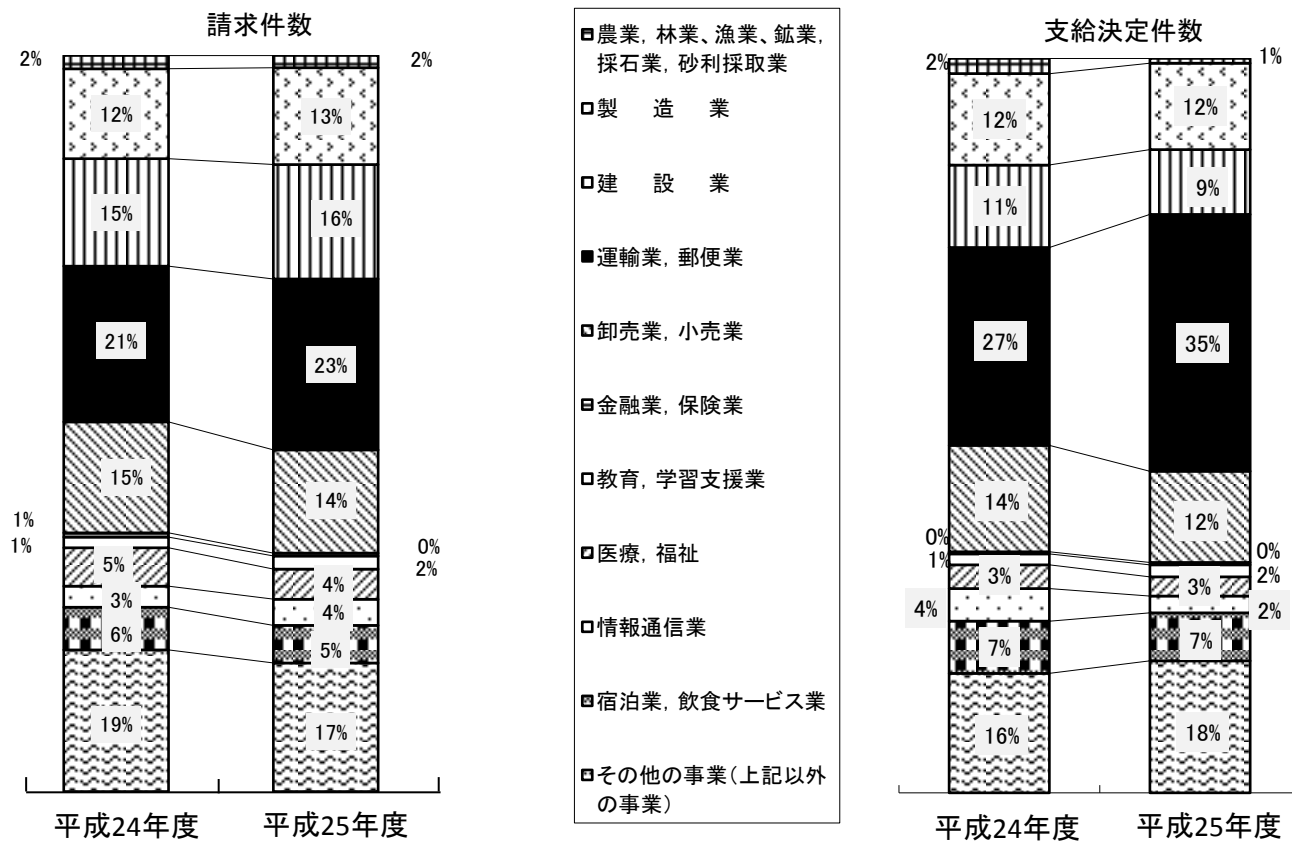 請求件数
2%
2%
12%
13%
15%
16%
21%
23%
15%
14%
1%
0%
1%
2%
5%
4%
3%
4%
6%
5%
19%
17%
平成24年度
平成25年度
農業, 林業、漁業、鉱業,
採石業, 砂利採取業
製 造 業
建 設 業
運輸業, 郵便業
卸売業, 小売業
金融業, 保険業
教育, 学習支援業
医療, 福祉
情報通信業
宿泊業, 飲食サービス業
その他の事業(上記以外
の事業)
支給決定件数
2%
1%
12%
12%
11%
9%
27%
35%
14%
12%
0%
0%
1%
2%
3%
3%
4%
2%
7%
7%
16%
18%
平成24年度
平成25年度